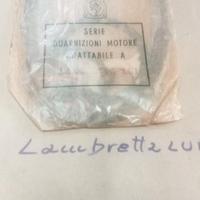 SERIE
GUARNIZIONI MOTORE
ADATTABILE A
Lambretta LUI